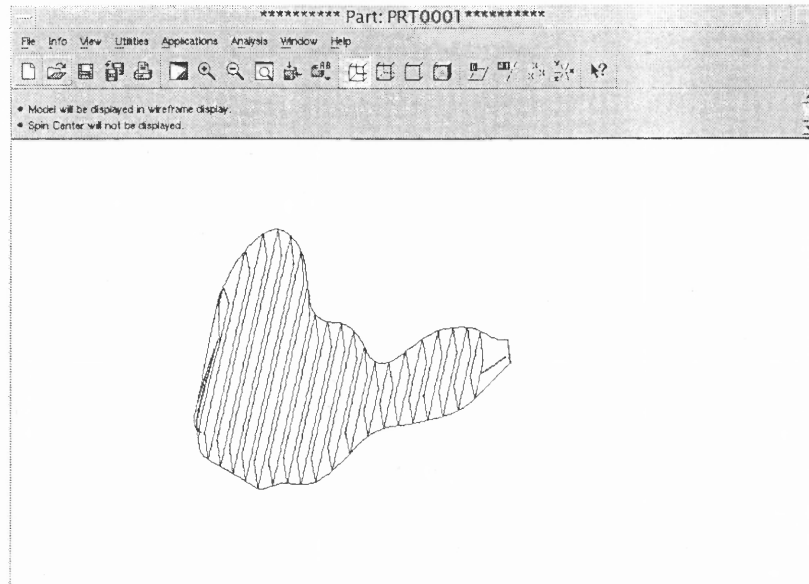 ********** Part: PRT0001**********
File Info View Utilities Applications Analysis Window Help
Model will be displayed in wireframe display.
Spin Center will not be displayed.